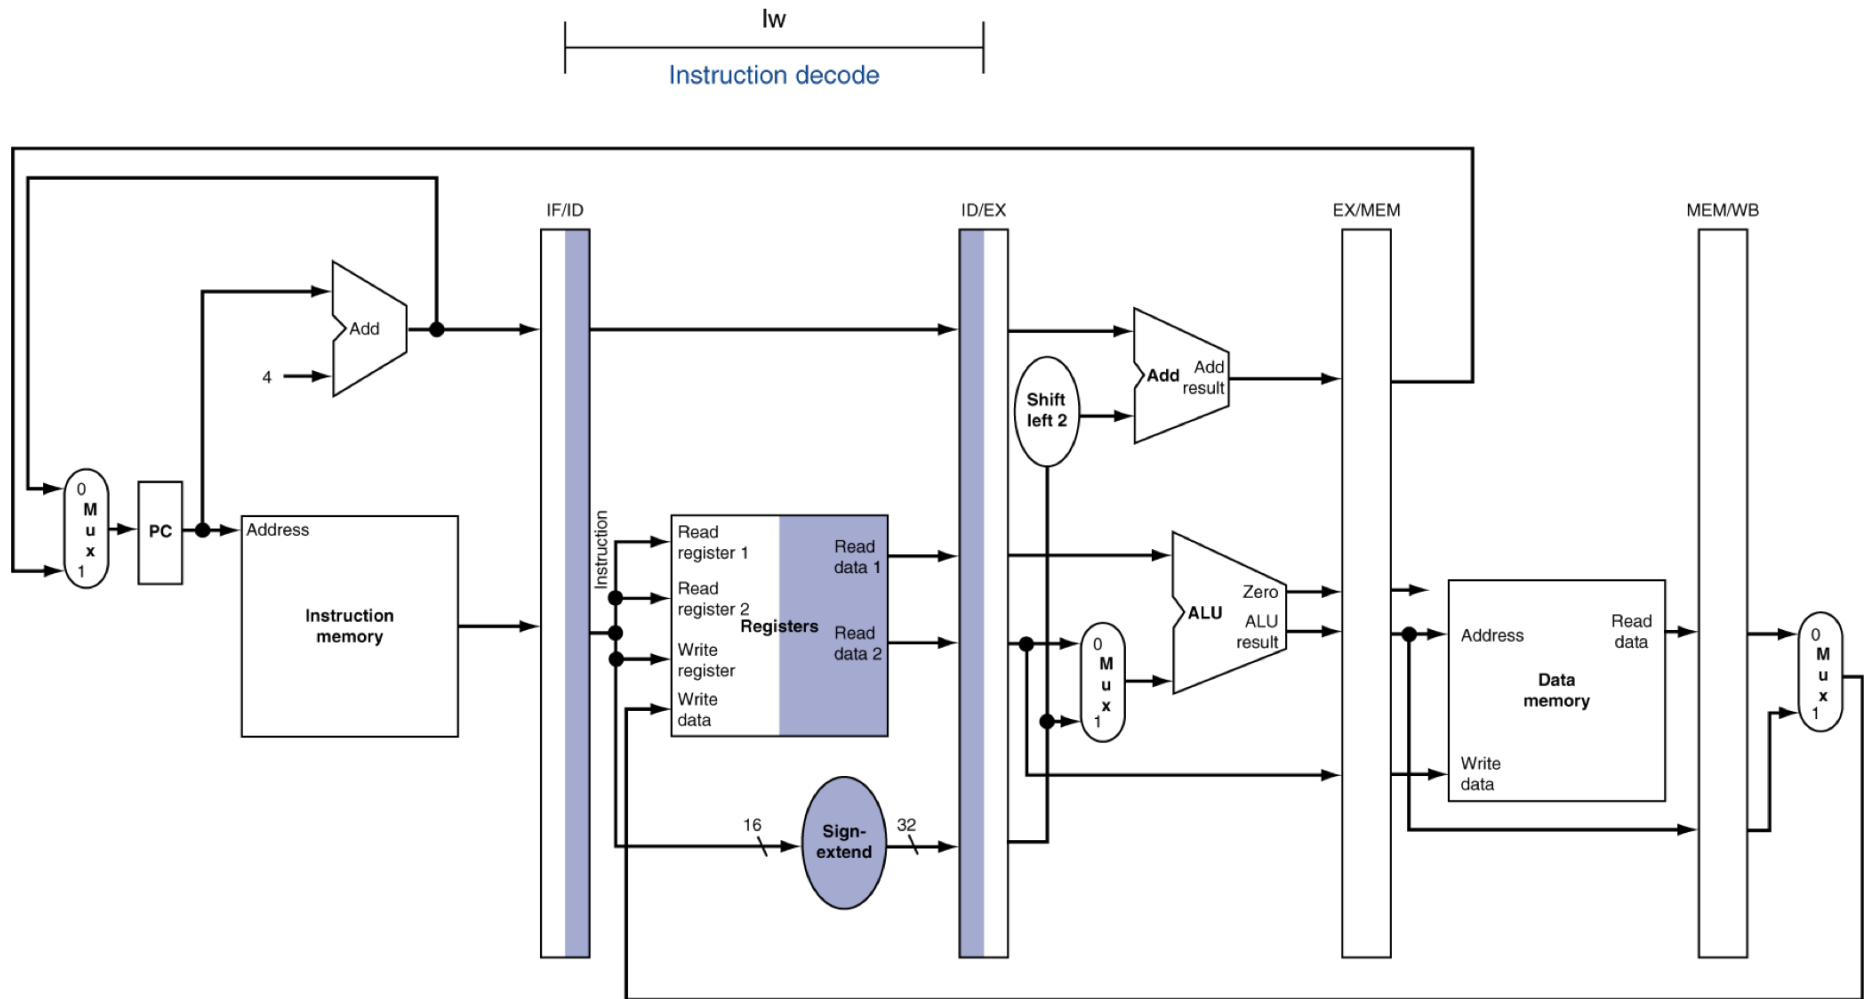 lw
Instruction decode
IF/ID
ID/EX
EX/MEM
MEM/WB
Add
4
Add
Add
result
Shift
left 2
0
M
u
x
1
PC
Address
Instruction
memory
Instruction
Read
register 1
Read
register 2
Write
register
Write
data
Registers
Read
data 1
Read
data 2
16
Sign-
extend
32
0
M
u
x
1
ALU
Zero
ALU
result
Address
Read
data
Data
memory
Write
data
0
M
u
x
1